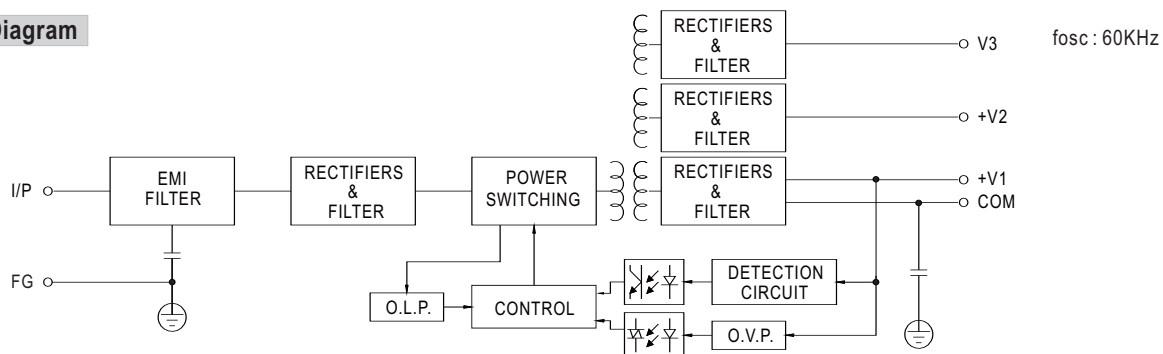 Diagram
RECTIFIERS
&
FILTER
V3
fosc : 60KHz
RECTIFIERS
&
FILTER
+V2
I/P
EMI
FILTER
RECTIFIERS
&
FILTER
POWER
SWITCHING
RECTIFIERS
&
FILTER
+V1
COM
FG
O.L.P.
CONTROL
DETECTION
CIRCUIT
O.V.P.